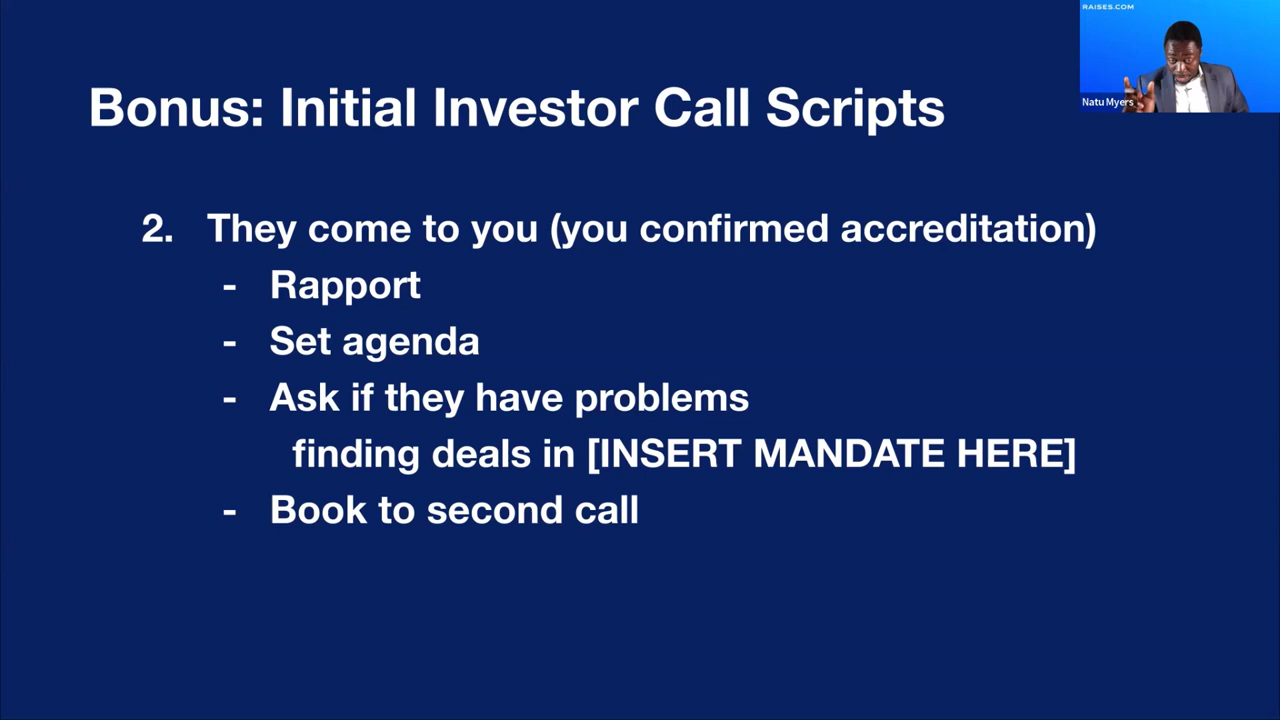 RAISES.COM
Natu Myers
Bonus: Initial Investor Call Scripts
2. They come to you (you confirmed accreditation)
- Rapport
- Set agenda
- Ask if they have problems
finding deals in [INSERT MANDATE HERE]
- Book to second call